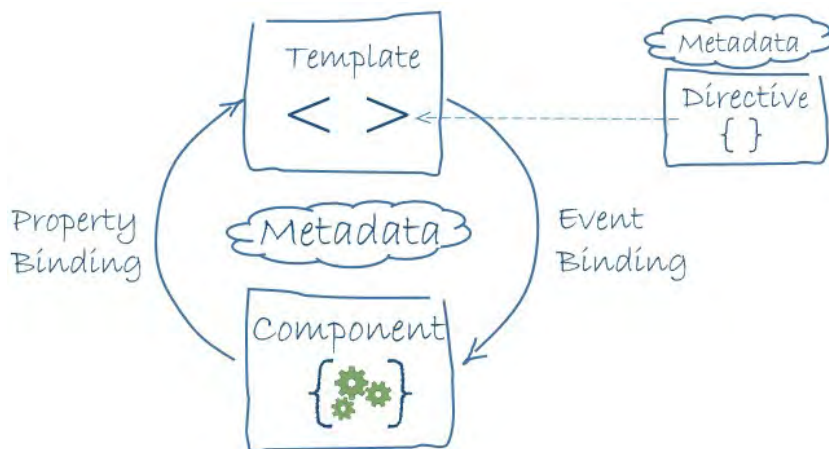 Template
< >
Metadata
Directive
{ }
Property
Binding
Metadata
Event
Binding
Component
{ }